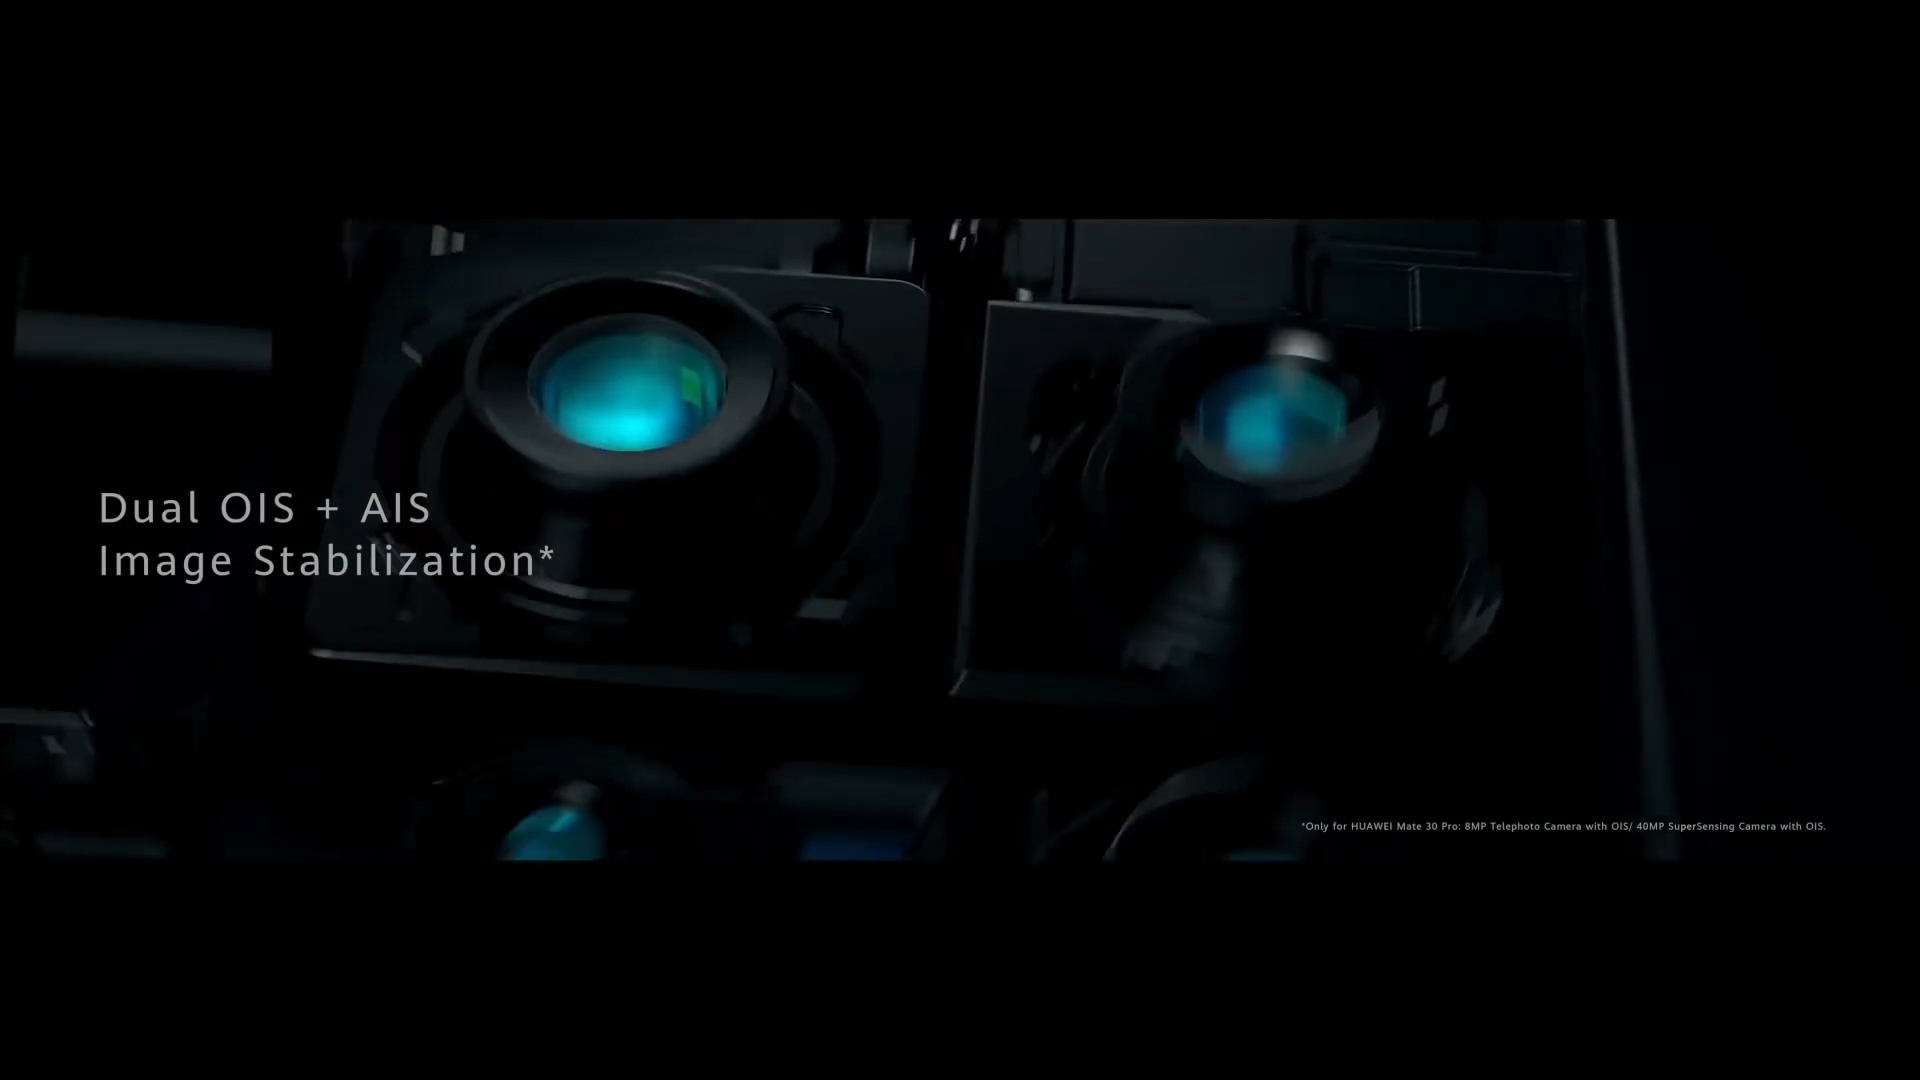 Dual OIS + AIS
Image Stabilization*
*Only for HUAWEI Mate 30 Pro: 8MP Telephoto Camera with OIS/ 40MP SuperSensing Camera with OIS.